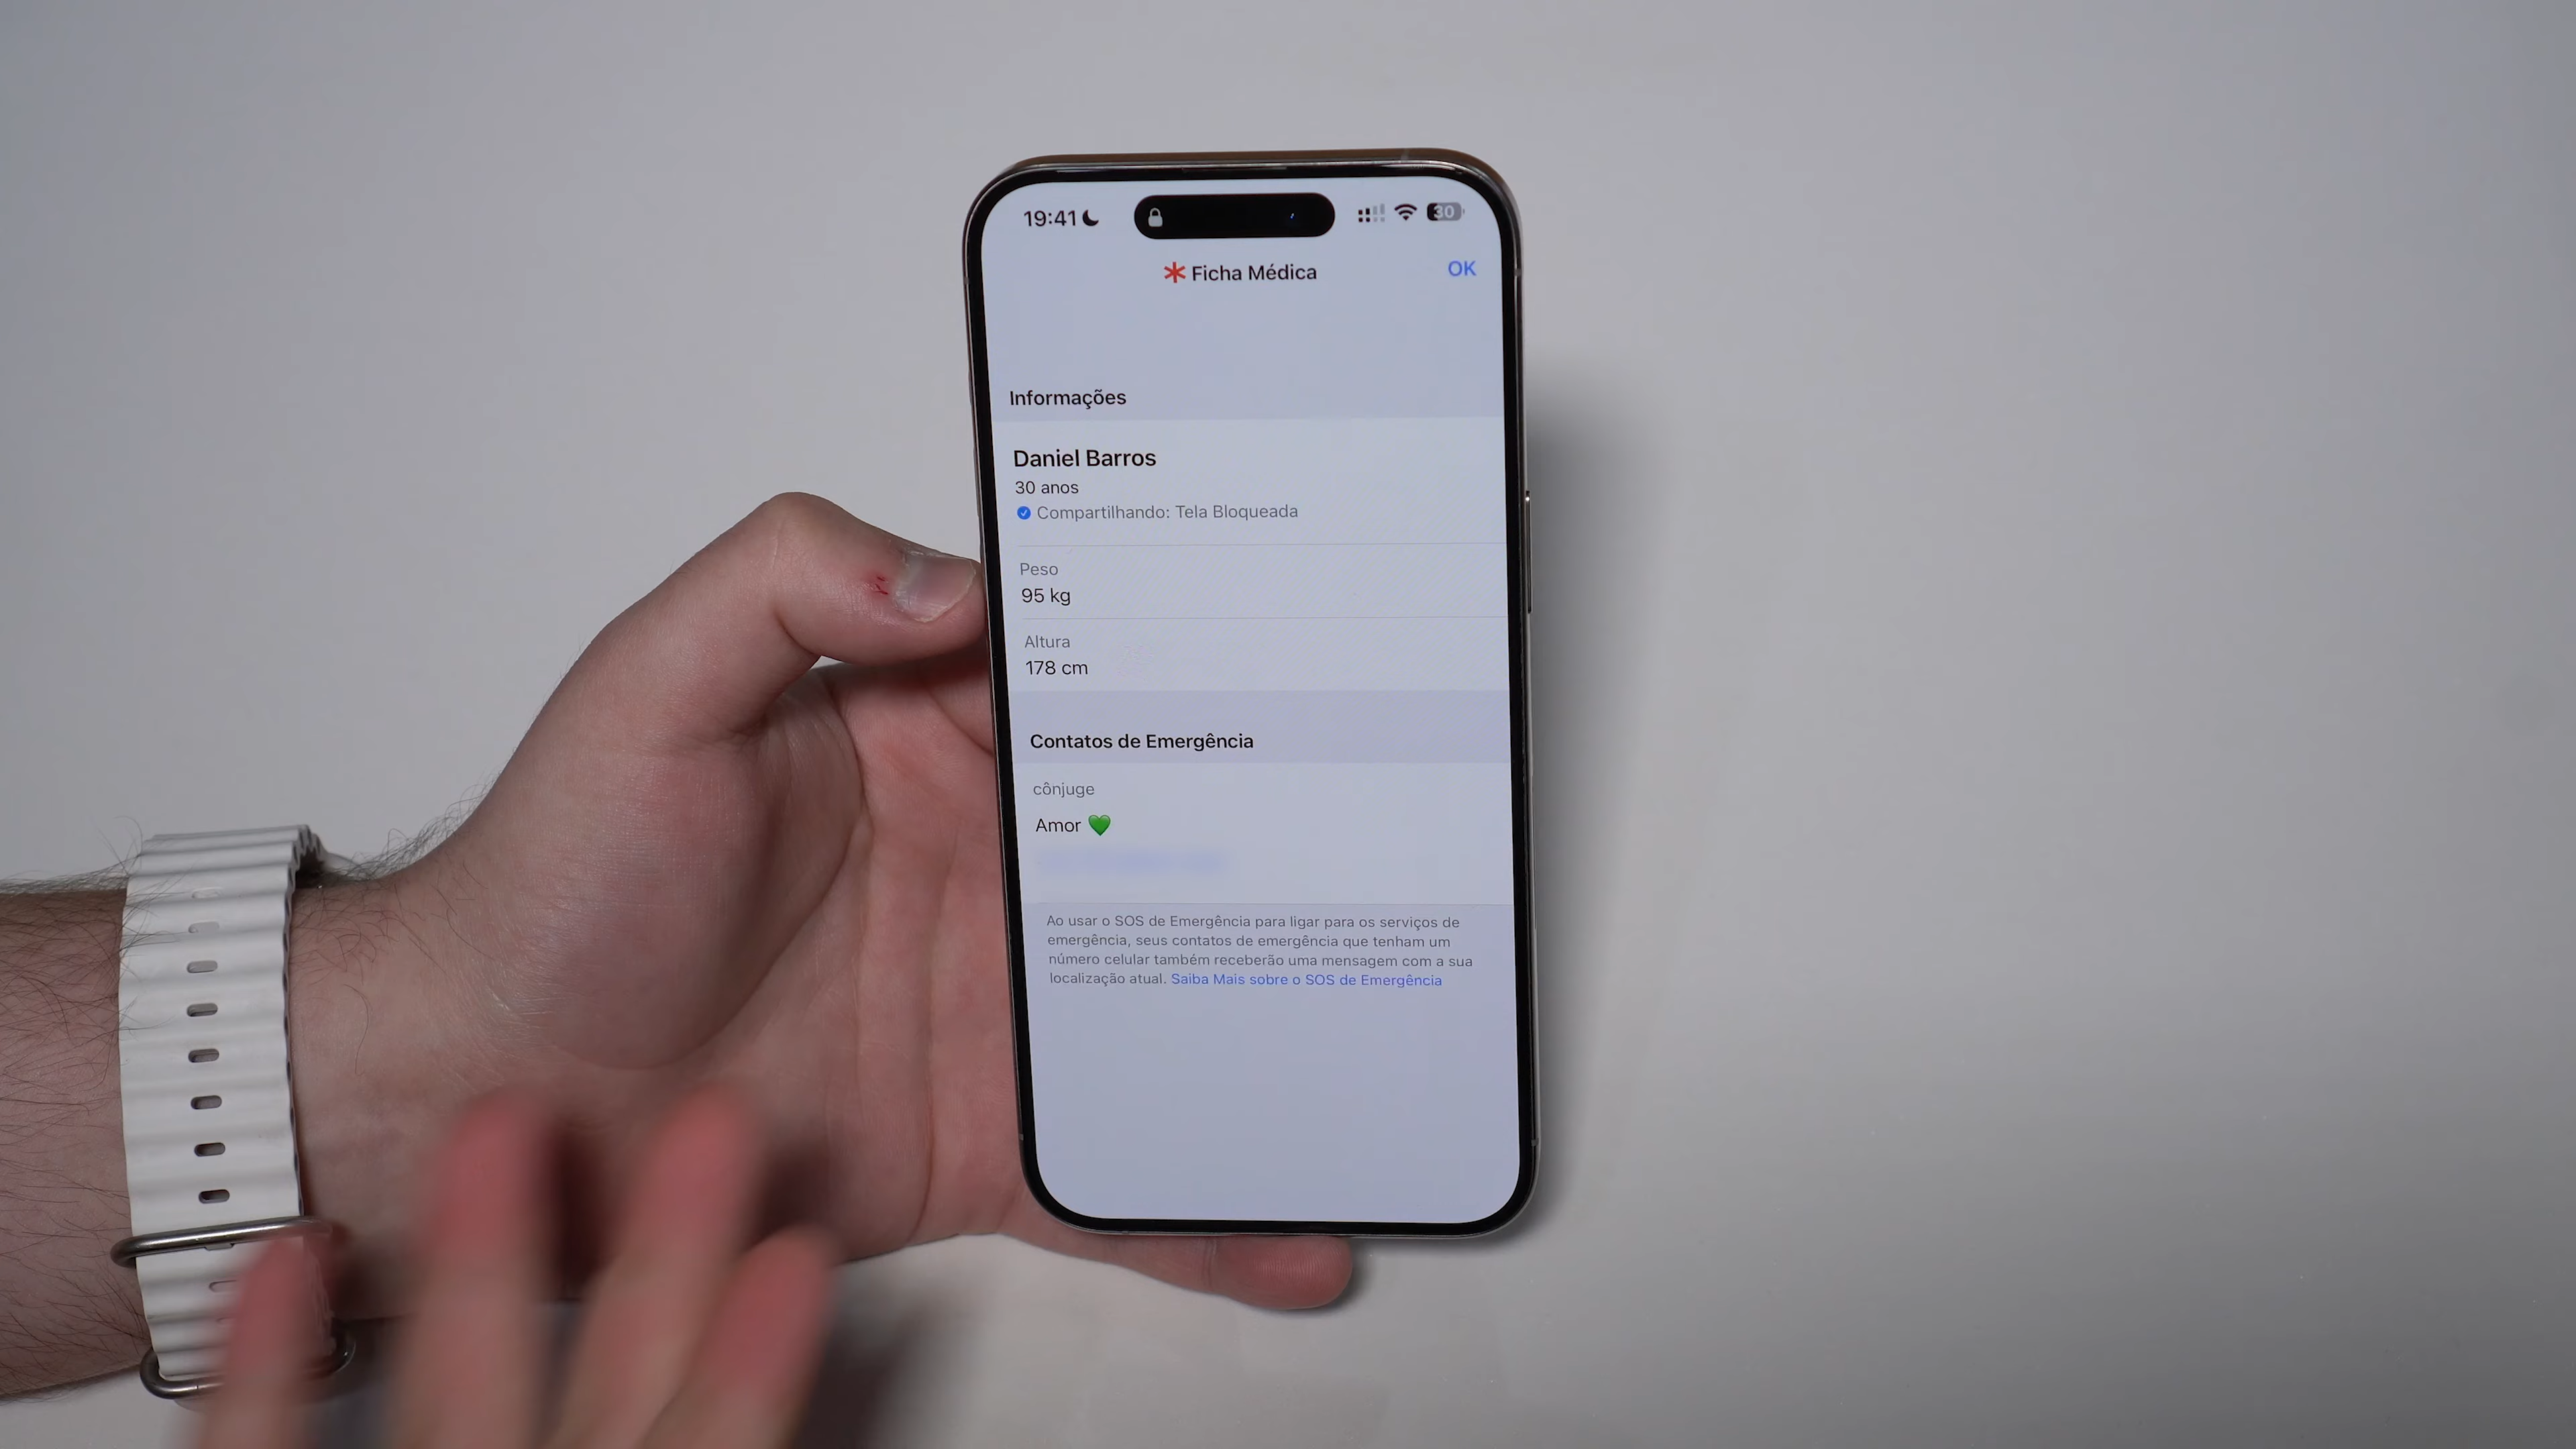 19:41
30
Ficha Médica
OK
Informações
Daniel Barros
30 anos
Compartilhando: Tela Bloqueada
Peso
95 kg
Altura
178 cm
Contatos de Emergência
cônjuge
Amor 💚
Ao usar o SOS de Emergência para ligar para os serviços de
emergência, seus contatos de emergência que tenham um
número celular também receberão uma mensagem com a sua
localização atual. Saiba Mais sobre o SOS de Emergência